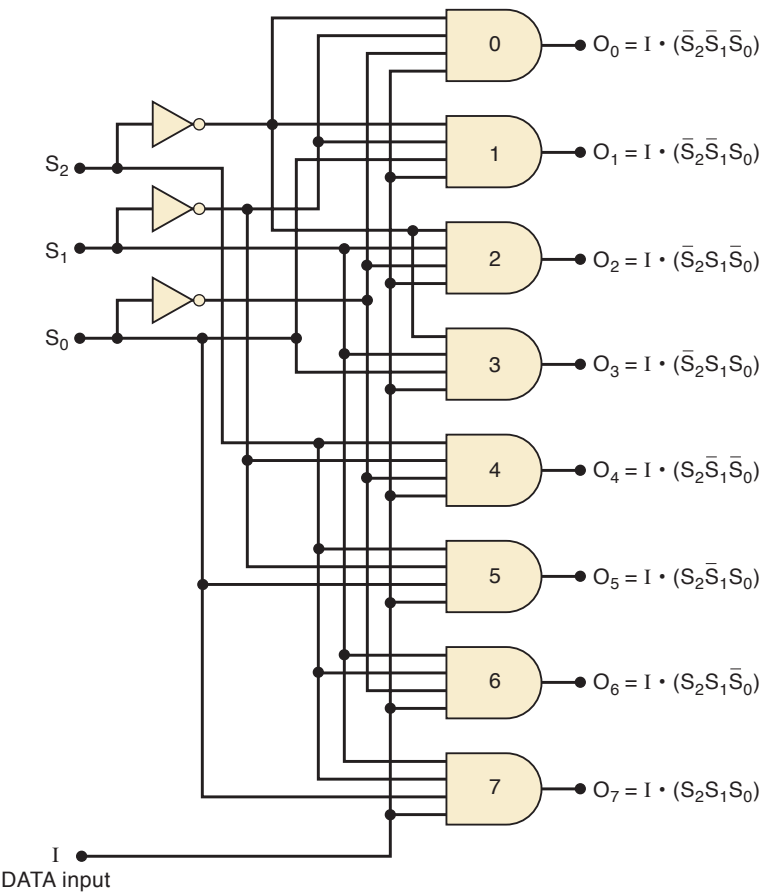 0
O₀ = I • (S̅₂S̅₁S̅₀)
1
O₁ = I • (S̅₂S̅₁S₀)
S₂
2
O₂ = I • (S̅₂S₁S̅₀)
S₁
S₀
3
O₃ = I • (S̅₂S₁S₀)
4
O₄ = I • (S₂S̅₁S̅₀)
5
O₅ = I • (S₂S̅₁S₀)
6
O₆ = I • (S₂S₁S̅₀)
7
O₇ = I • (S₂S₁S₀)
I
DATA input